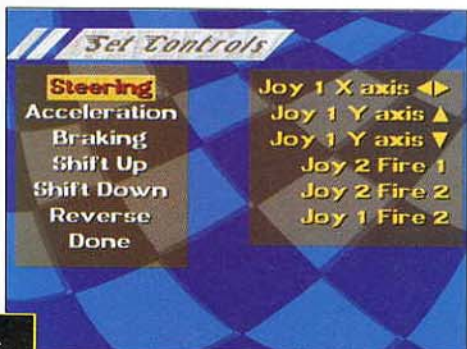 Set Controls
Steering Joy 1 X axis ◄►
Acceleration Joy 1 Y axis ▲
Braking Joy 1 Y axis ▼
Shift Up Joy 2 Fire 1
Shift Down Joy 2 Fire 2
Reverse Joy 1 Fire 2
Done